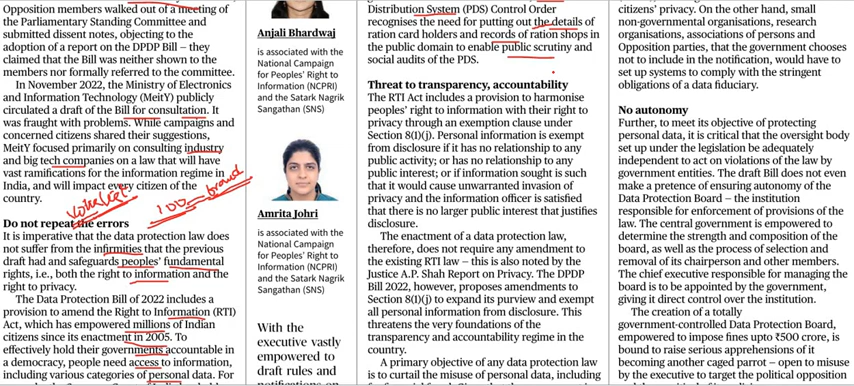 Opposition members walked out of a meeting of
the Parliamentary Standing Committee and
submitted dissent notes, objecting to the
adoption of a report on the DPDP Bill — they
claimed that the Bill was neither shown to the
members nor formally referred to the committee.
In November 2022, the Ministry of Electronics
and Information Technology (MeitY) publicly
circulated a draft of the Bill for consultation. It
was fraught with problems. While campaigns and
concerned citizens shared their suggestions,
MeitY focused primarily on consulting industry
and big tech companies on a law that will have
vast ramifications for the information regime in
India, and will impact every citizen of the
country.
100 brand
Do not repeat the errors
It is imperative that the data protection law does
not suffer from the infirmities that the previous
draft had and safeguards peoples' fundamental
rights, i.e., both the right to information and the
right to privacy.
The Data Protection Bill of 2022 includes a
provision to amend the Right to Information (RTI)
Act, which has empowered millions of Indian
citizens since its enactment in 2005. To
effectively hold their governments accountable in
a democracy, people need access to information,
including various categories of personal data. For
Anjali Bhardwaj
is associated with the
National Campaign
for Peoples' Right to
Information (NCPRI)
and the Satark Nagrik
Sangathan (SNS)
Amrita Johri
is associated with the
National Campaign
for Peoples' Right to
Information (NCPRI)
and the Satark Nagrik
Sangathan (SNS)
With the
executive vastly
empowered to
draft rules and
Distribution System (PDS) Control Order
recognises the need for putting out the details of
ration card holders and records of ration shops in
the public domain to enable public scrutiny and
social audits of the PDS.
Threat to transparency, accountability
The RTI Act includes a provision to harmonise
peoples' right to information with their right to
privacy through an exemption clause under
Section 8(1)(j). Personal information is exempt
from disclosure if it has no relationship to any
public activity; or has no relationship to any
public interest; or if information sought is such
that it would cause unwarranted invasion of
privacy and the information officer is satisfied
that there is no larger public interest that justifies
disclosure.
The enactment of a data protection law,
therefore, does not require any amendment to
the existing RTI law — this is also noted by the
Justice A.P. Shah Report on Privacy. The DPDP
Bill 2022, however, proposes amendments to
Section 8(1)(j) to expand its purview and exempt
all personal information from disclosure. This
threatens the very foundations of the
transparency and accountability regime in the
country.
A primary objective of any data protection law
is to curtail the misuse of personal data, including
citizens' privacy. On the other hand, small
non-governmental organisations, research
organisations, associations of persons and
Opposition parties, that the government chooses
not to include in the notification, would have to
set up systems to comply with the stringent
obligations of a data fiduciary.
No autonomy
Further, to meet its objective of protecting
personal data, it is critical that the oversight body
set up under the legislation be adequately
independent to act on violations of the law by
government entities. The draft Bill does not even
make a pretence of ensuring autonomy of the
Data Protection Board — the institution
responsible for enforcement of provisions of the
law. The central government is empowered to
determine the strength and composition of the
board, as well as the process of selection and
removal of its chairperson and other members.
The chief executive responsible for managing the
board is to be appointed by the government,
giving it direct control over the institution.
The creation of a totally
government-controlled Data Protection Board,
empowered to impose fines upto ₹500 crore, is
bound to raise serious apprehensions of it
becoming another caged parrot — open to misuse
by the executive to target the political opposition